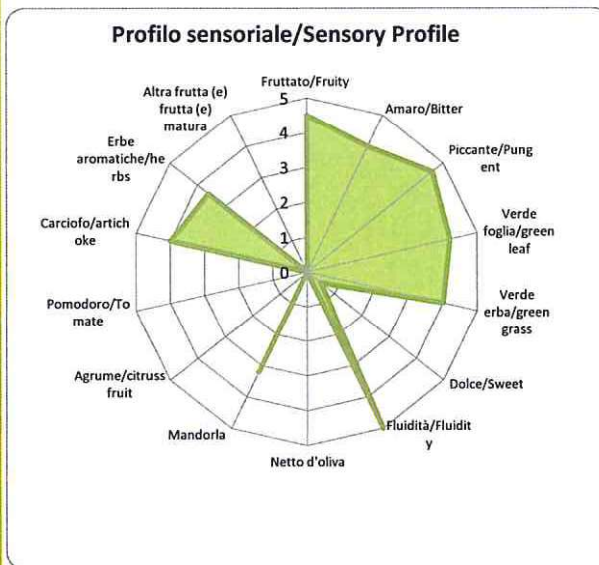 Profilo sensoriale/Sensory Profile
Fruttato/Fruity
Amaro/Bitter
Piccante/Pung
ent
Verde
foglia/green
leaf
Verde
erba/green
grass
Dolce/Sweet
Fluidità/Fluidit
y
Netto d'oliva
Mandorla
Agrume/citruss
fruit
Pomodoro/To
mate
Carciofo/artich
oke
Erbe
aromatiche/he
rbs
Altra frutta (e)
frutta (e)
matura
5
4
3
2
1
0